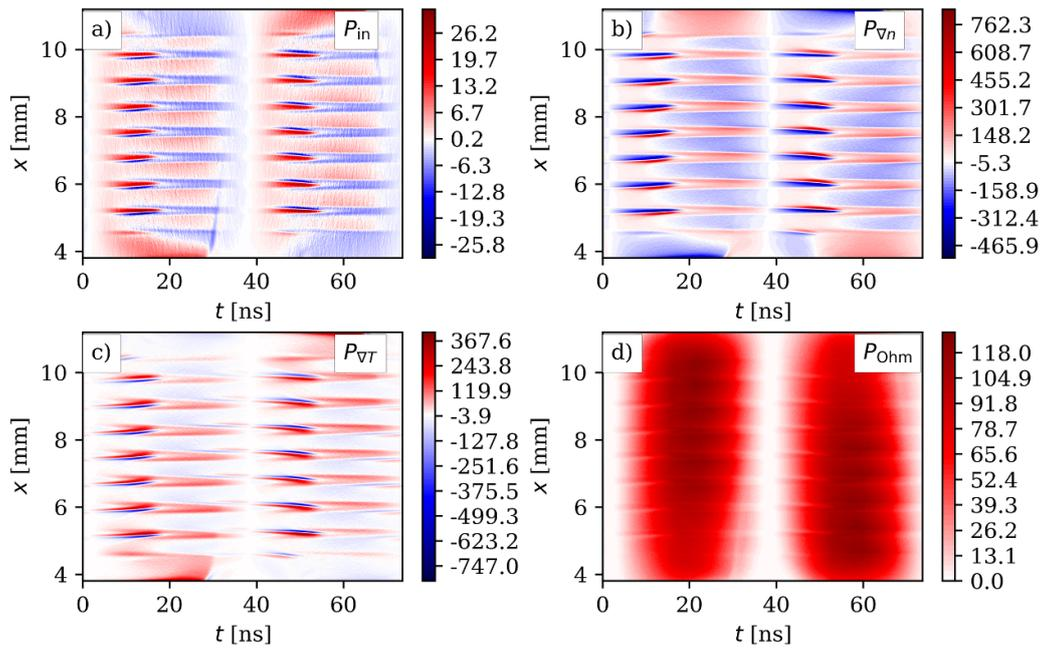 a)
P_in
10
8
6
4
x [mm]
0 20 40 60
t [ns]
26.2
19.7
13.2
6.7
0.2
-6.3
-12.8
-19.3
-25.8
b)
P_∇n
10
8
6
4
x [mm]
0 20 40 60
t [ns]
762.3
608.7
455.2
301.7
148.2
-5.3
-158.9
-312.4
-465.9
c)
P_∇T
10
8
6
4
x [mm]
0 20 40 60
t [ns]
367.6
243.8
119.9
-3.9
-127.8
-251.6
-375.5
-499.3
-623.2
-747.0
d)
P_Ohm
10
8
6
4
x [mm]
0 20 40 60
t [ns]
118.0
104.9
91.8
78.7
65.6
52.4
39.3
26.2
13.1
0.0